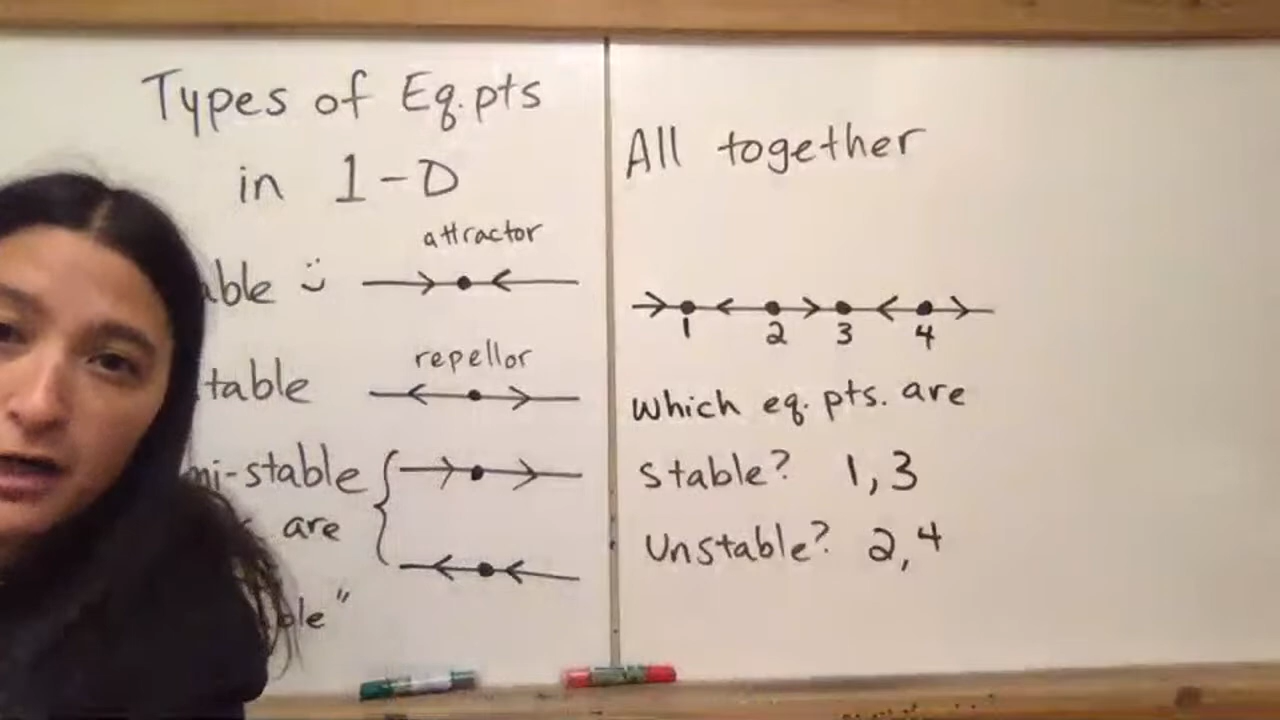 Types of Eq.pts
in 1-D
attractor
able
repellor
table
mi-stable
are
ble"
All together
1 2 3 4
Which eq. pts. are
stable? 1, 3
Unstable? 2, 4